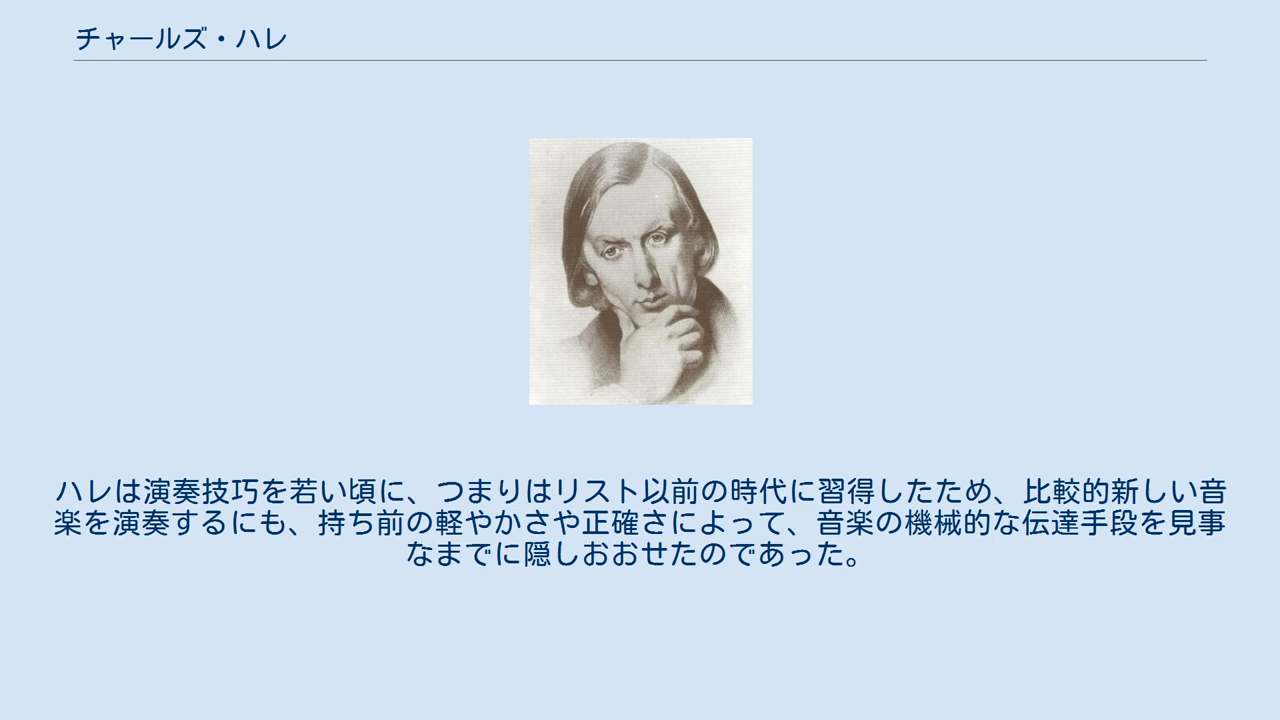 チャールズ・ハレ
ハレは演奏技巧を若い頃に、つまりはリスト以前の時代に習得したため、比較的新しい音
楽を演奏するにも、持ち前の軽やかさや正確さによって、音楽の機械的な伝達手段を見事
なまでに隠しおおせたのであった。